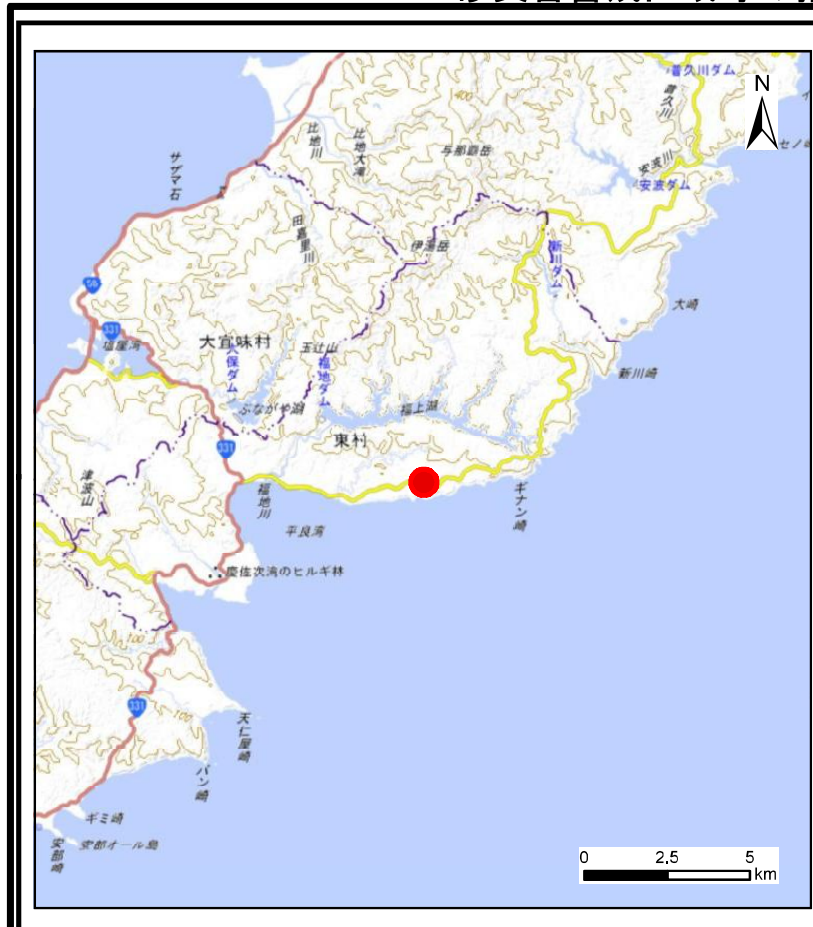 普久川ダム
普久川
400
N
比地川
比地大滝
与那覇岳
サザマ石
安波川
安波ダム
田嘉里川
伊湯岳
新川ダム
58
大崎
331
塩屋湾
大宜味村
玉辻山
大保ダム
福地ダム
新川崎
ぶながや湖
福上湖
331
東村
津波山
福地川
ギナン崎
平良湾
慶佐次湾のヒルギ林
100
331
100
天仁屋崎
バン崎
ギミ崎
安部崎
安部オール島
0 2.5 5
km